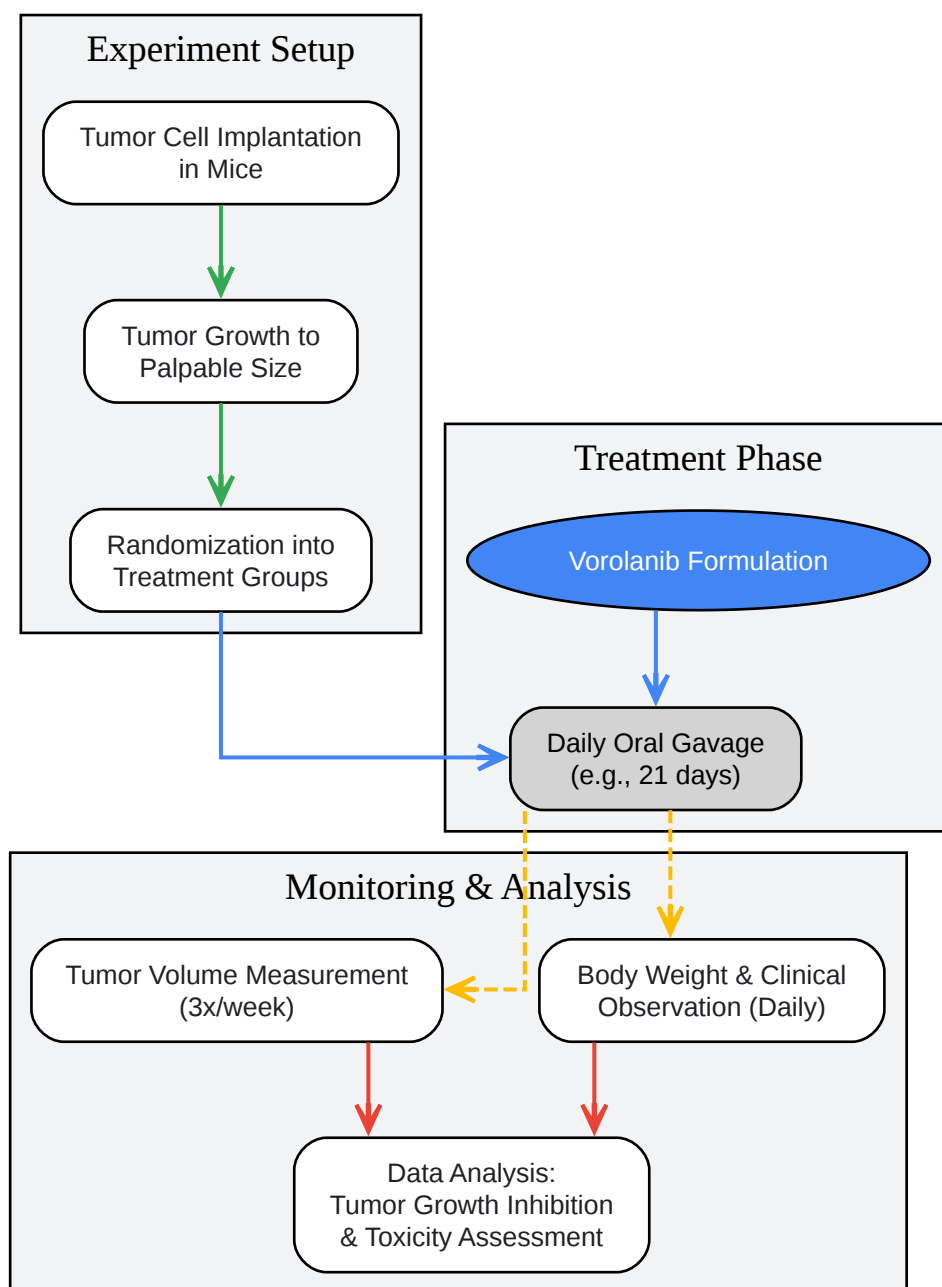 Experiment Setup
Tumor Cell Implantation
in Mice
Tumor Growth to
Palpable Size
Randomization into
Treatment Groups
Treatment Phase
Vorolanib Formulation
Daily Oral Gavage
(e.g., 21 days)
Monitoring & Analysis
Tumor Volume Measurement
(3x/week)
Body Weight & Clinical
Observation (Daily)
Data Analysis:
Tumor Growth Inhibition
& Toxicity Assessment